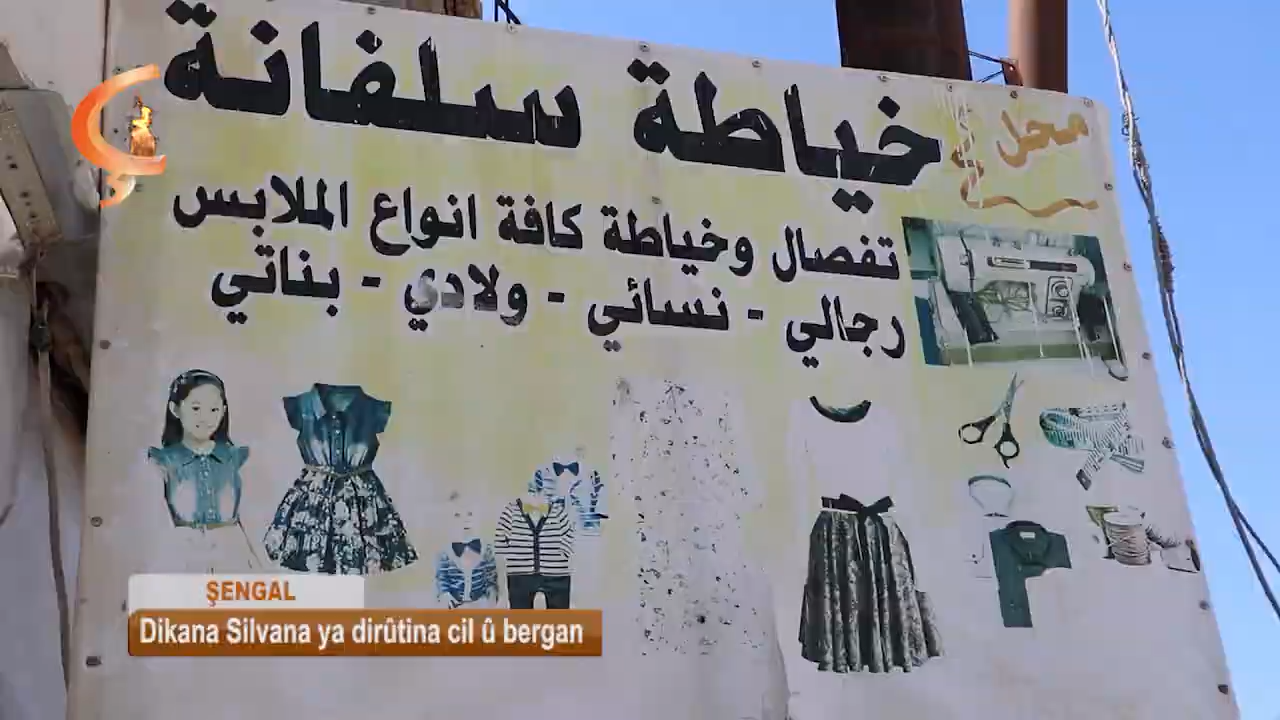 محل خياطة سلفانة
تفصال وخياطة كافة انواع الملابس
رجالي - نسائي - ولادي - بناتي
ŞENGAL
Dikana Silvana ya dirûtina cil û bergan